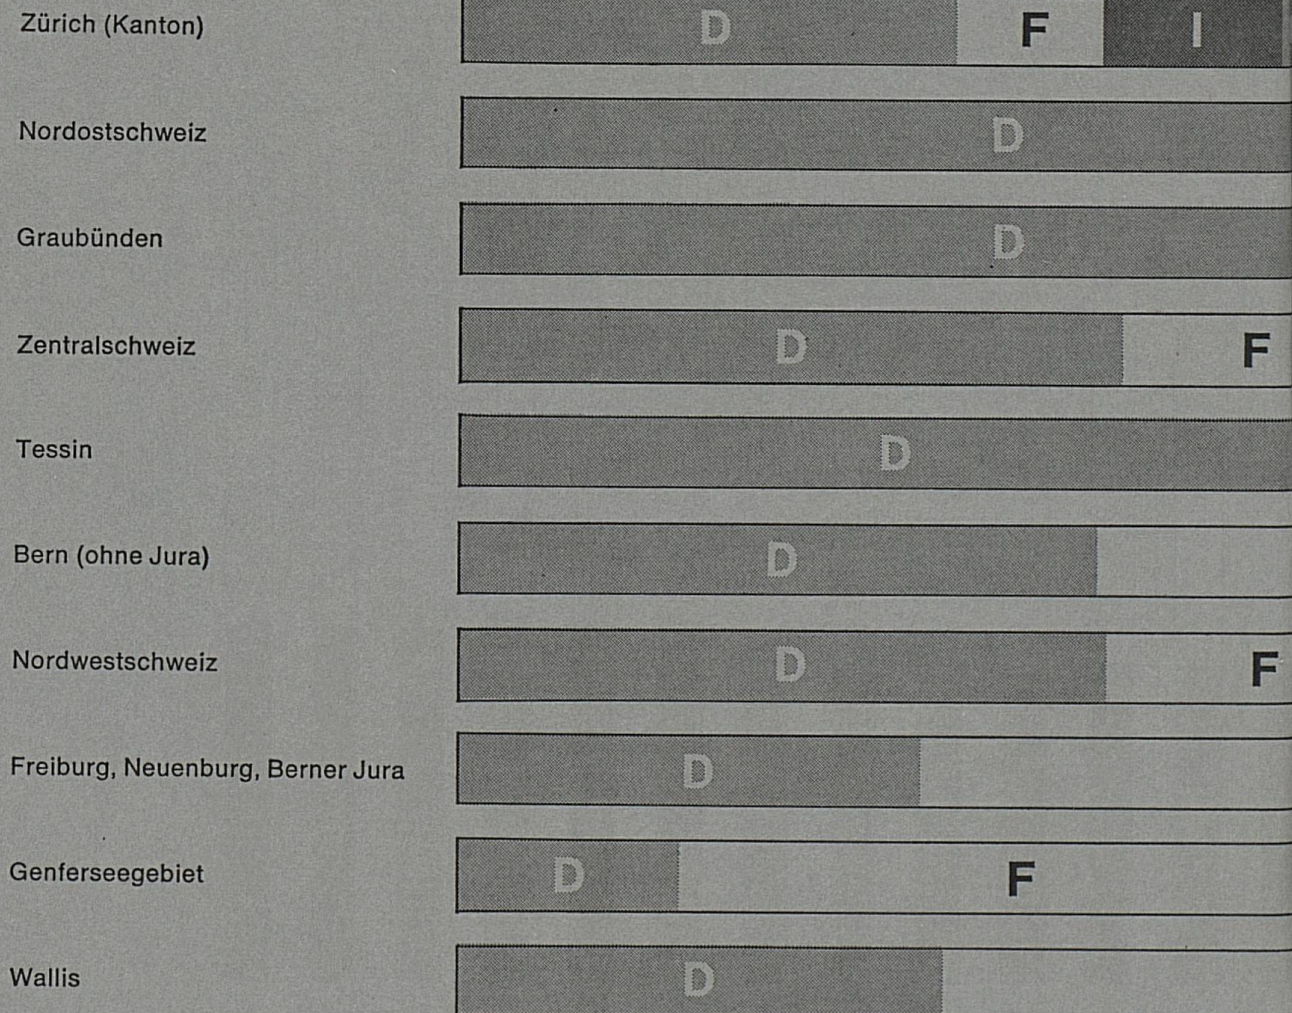 Zürich (Kanton) D F I
Nordostschweiz D
Graubünden D
Zentralschweiz D F
Tessin D
Bern (ohne Jura) D
Nordwestschweiz D F
Freiburg, Neuenburg, Berner Jura D
Genferseegebiet D F
Wallis D